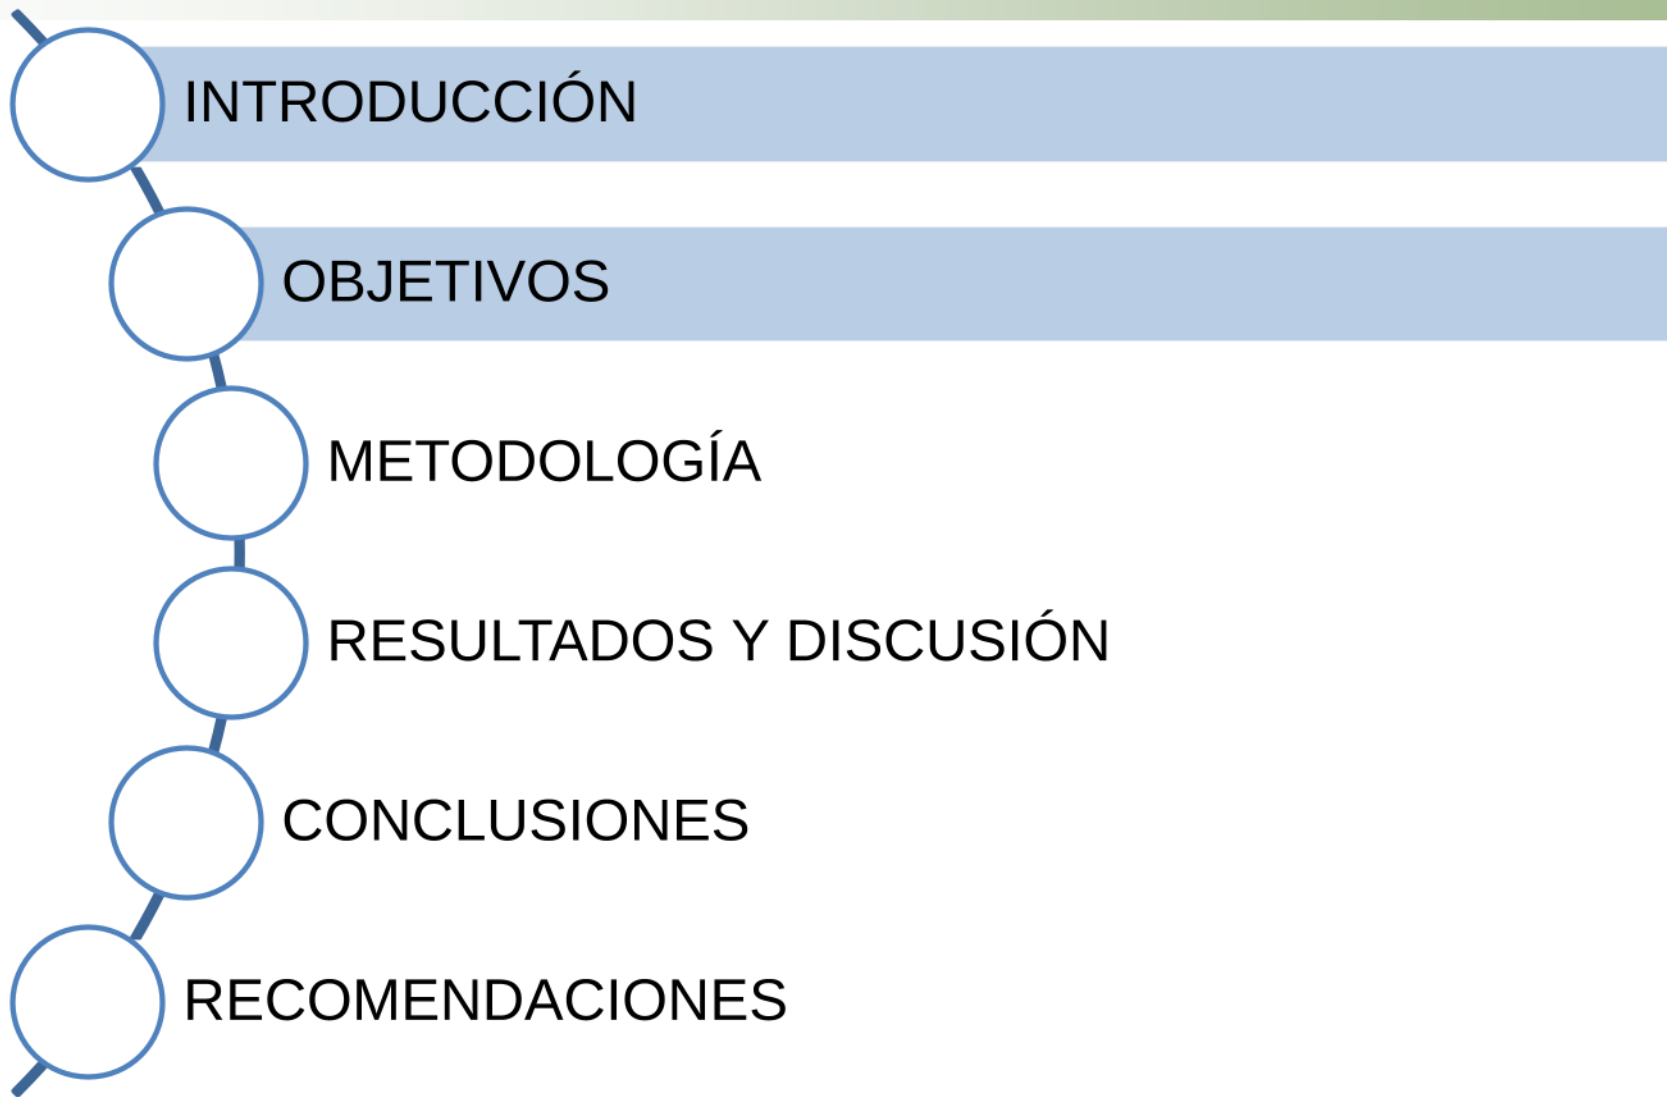 INTRODUCCIÓN
OBJETIVOS
METODOLOGÍA
RESULTADOS Y DISCUSIÓN
CONCLUSIONES
RECOMENDACIONES